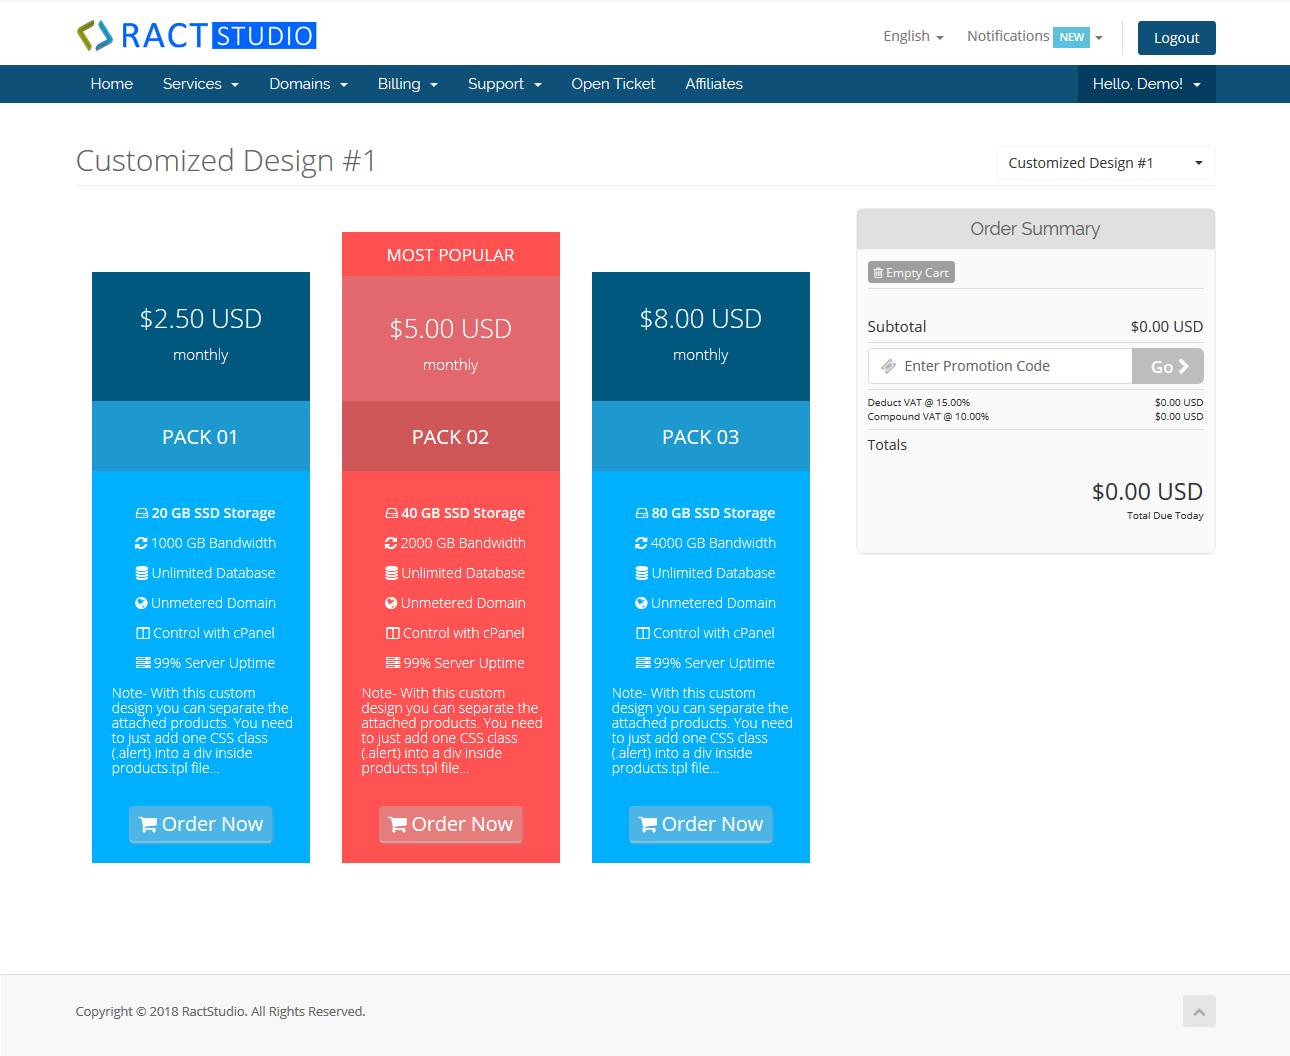 RACTSTUDIO
English
Notifications NEW
Logout
Home Services Domains Billing Support Open Ticket Affiliates
Hello, Demo!
Customized Design #1
Customized Design #1
$2.50 USD
monthly
PACK 01
20 GB SSD Storage
1000 GB Bandwidth
Unlimited Database
Unmetered Domain
Control with cPanel
99% Server Uptime
Note- With this custom
design you can separate the
attached products. You need
to just add one CSS class
(.alert) into a div inside
products.tpl file...
Order Now
MOST POPULAR
$5.00 USD
monthly
PACK 02
40 GB SSD Storage
2000 GB Bandwidth
Unlimited Database
Unmetered Domain
Control with cPanel
99% Server Uptime
Note- With this custom
design you can separate the
attached products. You need
to just add one CSS class
(.alert) into a div inside
products.tpl file...
Order Now
$8.00 USD
monthly
PACK 03
80 GB SSD Storage
4000 GB Bandwidth
Unlimited Database
Unmetered Domain
Control with cPanel
99% Server Uptime
Note- With this custom
design you can separate the
attached products. You need
to just add one CSS class
(.alert) into a div inside
products.tpl file...
Order Now
Order Summary
Empty Cart
Subtotal $0.00 USD
Enter Promotion Code Go
Deduct VAT @ 15.00% $0.00 USD
Compound VAT @ 10.00% $0.00 USD
Totals
$0.00 USD
Total Due Today
Copyright © 2018 RactStudio. All Rights Reserved.